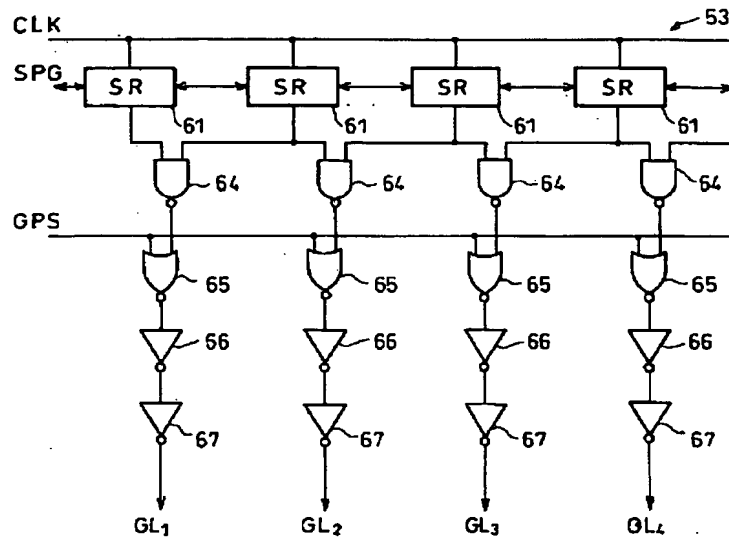 53
CLK
SPG
SR SR SR SR
61 61 61 61
64 64 64 64
GPS
65 65 65 65
66 66 66 66
67 67 67 67
GL1 GL2 GL3 GL4